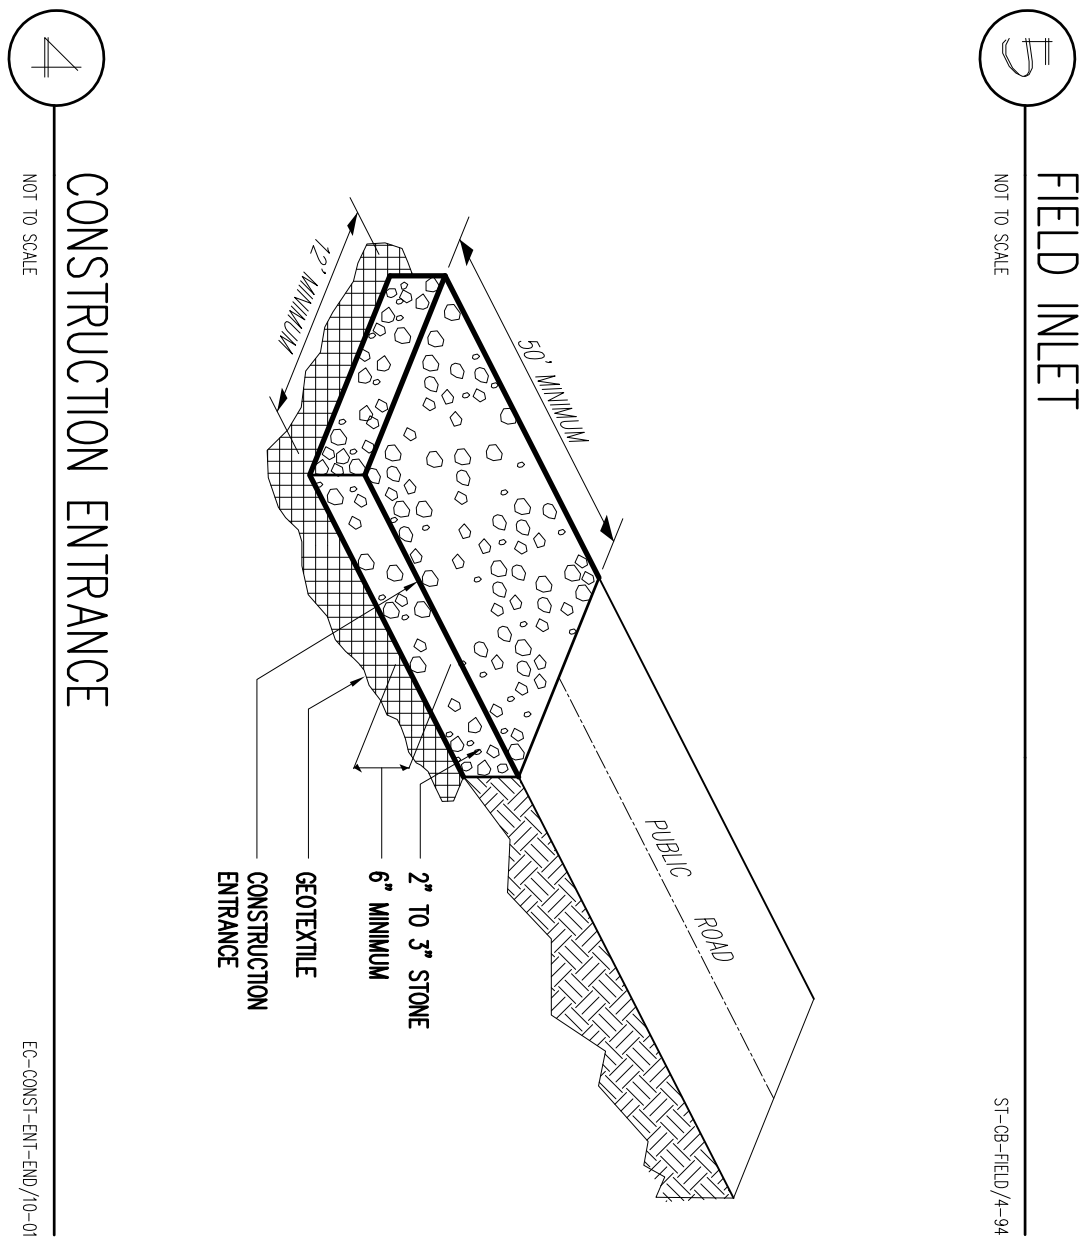 5
FIELD INLET
NOT TO SCALE
ST-CB-FIELD/4-94
50' MINIMUM
12' MINIMUM
PUBLIC ROAD
2" TO 3" STONE
6" MINIMUM
GEOTEXTILE
CONSTRUCTION
ENTRANCE
4
CONSTRUCTION ENTRANCE
NOT TO SCALE
EC-CONST-ENT-END/10-01